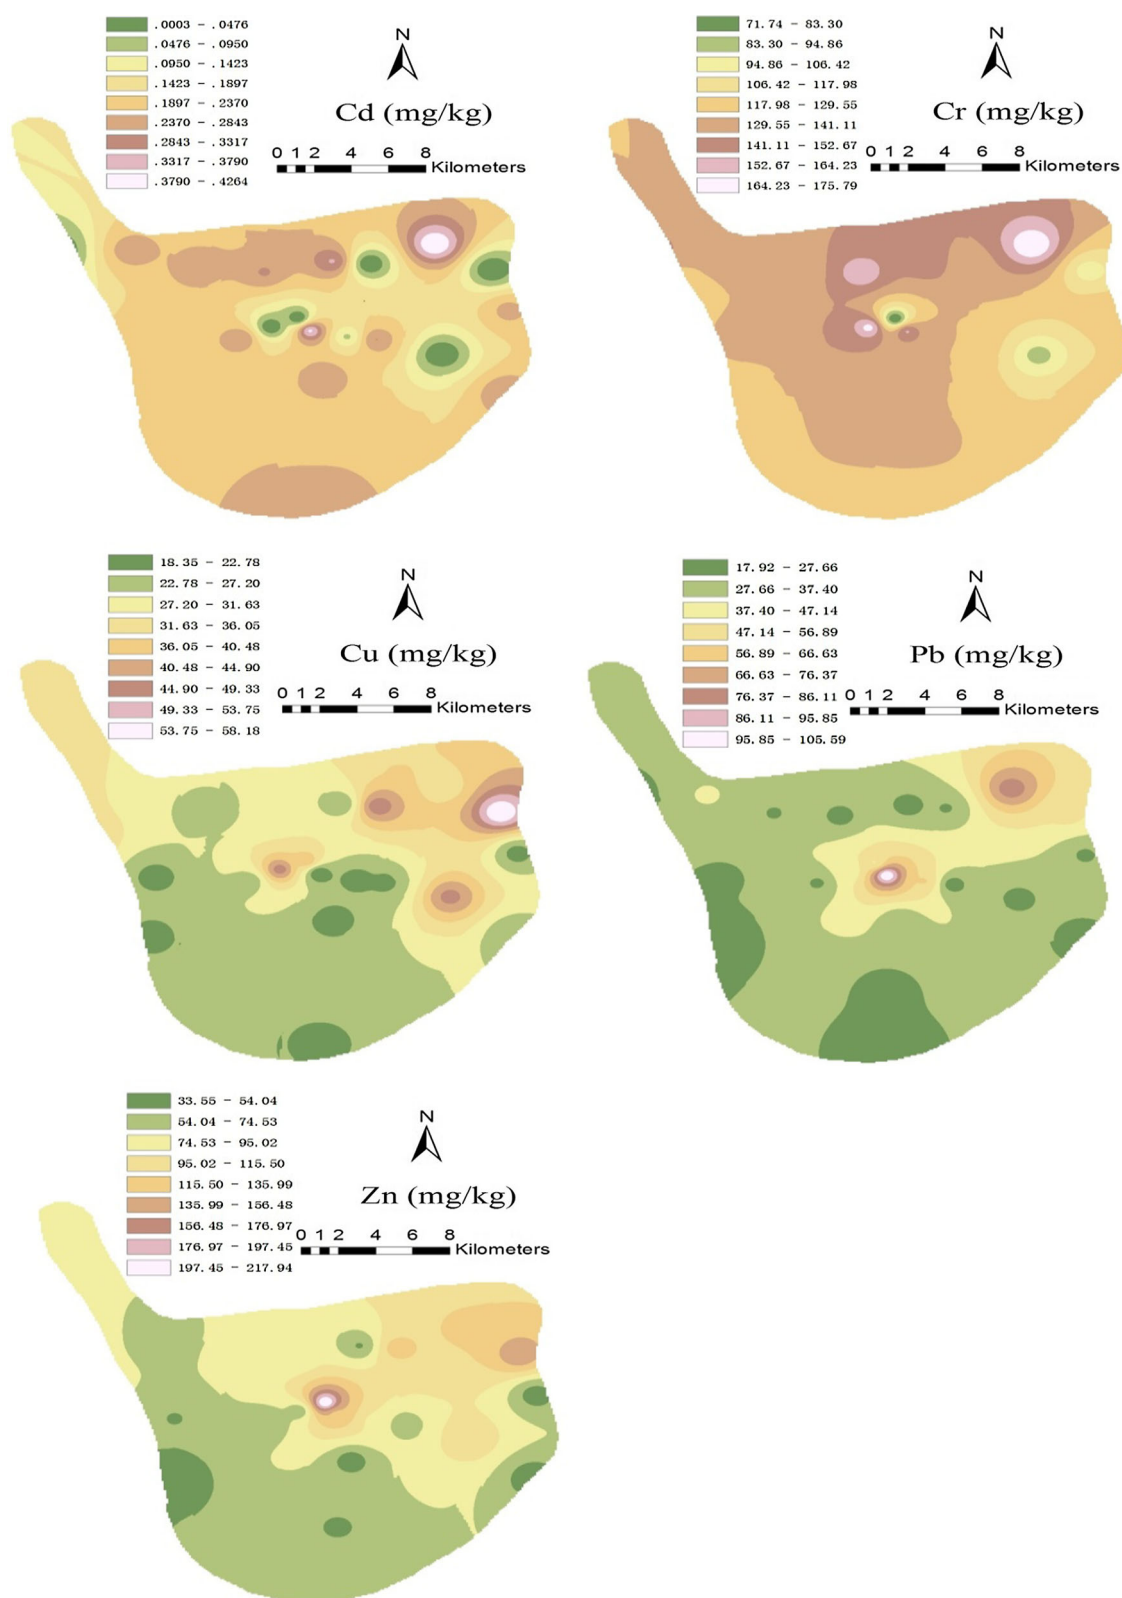 .0003 - .0476
.0476 - .0950
.0950 - .1423
.1423 - .1897
.1897 - .2370
.2370 - .2843
.2843 - .3317
.3317 - .3790
.3790 - .4264
N
Cd (mg/kg)
0 1 2 4 6 8
Kilometers
71.74 - 83.30
83.30 - 94.86
94.86 - 106.42
106.42 - 117.98
117.98 - 129.55
129.55 - 141.11
141.11 - 152.67
152.67 - 164.23
164.23 - 175.79
N
Cr (mg/kg)
0 1 2 4 6 8
Kilometers
18.35 - 22.78
22.78 - 27.20
27.20 - 31.63
31.63 - 36.05
36.05 - 40.48
40.48 - 44.90
44.90 - 49.33
49.33 - 53.75
53.75 - 58.18
N
Cu (mg/kg)
0 1 2 4 6 8
Kilometers
17.92 - 27.66
27.66 - 37.40
37.40 - 47.14
47.14 - 56.89
56.89 - 66.63
66.63 - 76.37
76.37 - 86.11
86.11 - 95.85
95.85 - 105.59
N
Pb (mg/kg)
0 1 2 4 6 8
Kilometers
33.55 - 54.04
54.04 - 74.53
74.53 - 95.02
95.02 - 115.50
115.50 - 135.99
135.99 - 156.48
156.48 - 176.97
176.97 - 197.45
197.45 - 217.94
N
Zn (mg/kg)
0 1 2 4 6 8
Kilometers